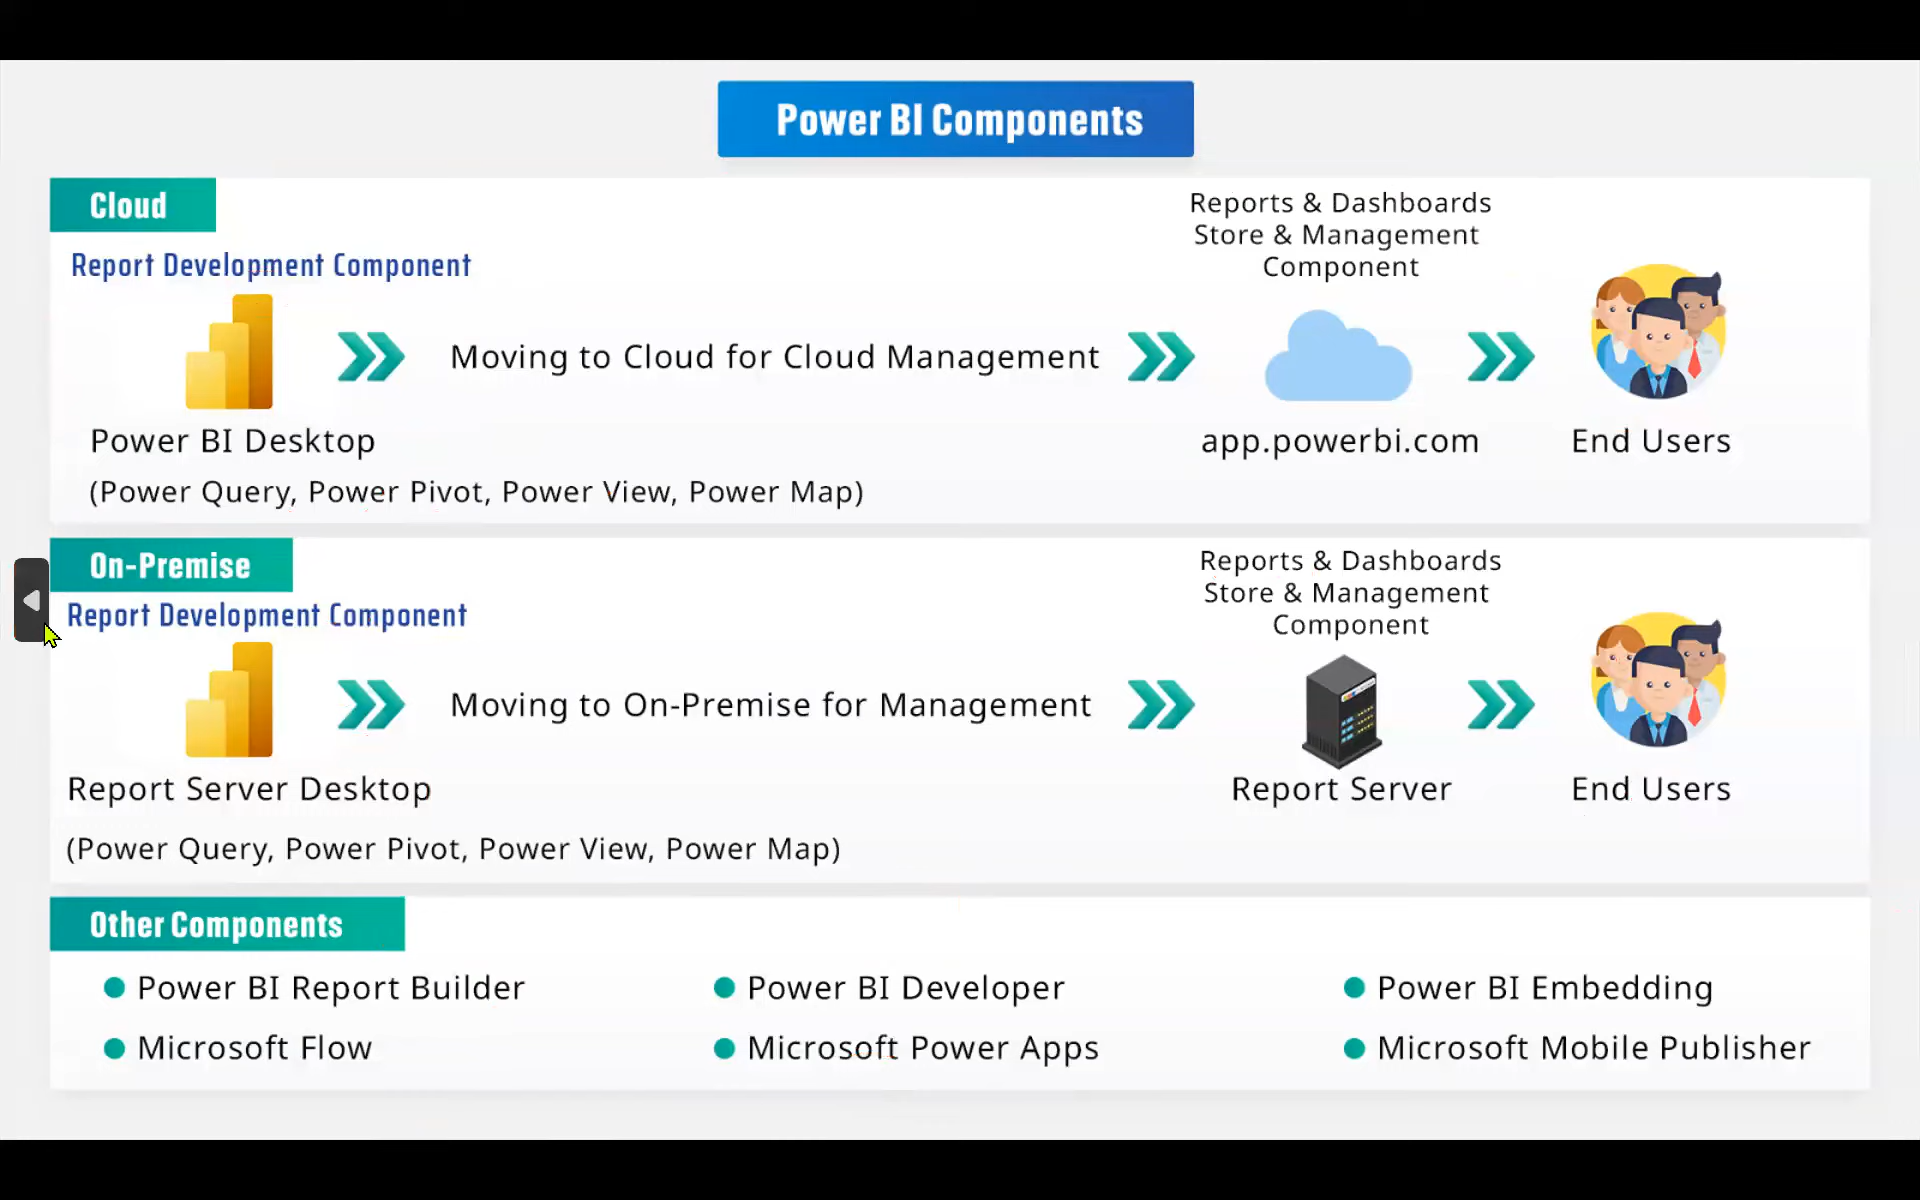 Power BI Components
Cloud
Report Development Component
Reports & Dashboards
Store & Management
Component
Moving to Cloud for Cloud Management
Power BI Desktop
app.powerbi.com
End Users
(Power Query, Power Pivot, Power View, Power Map)
On-Premise
Report Development Component
Reports & Dashboards
Store & Management
Component
Moving to On-Premise for Management
Report Server Desktop
Report Server
End Users
(Power Query, Power Pivot, Power View, Power Map)
Other Components
Power BI Report Builder
Power BI Developer
Power BI Embedding
Microsoft Flow
Microsoft Power Apps
Microsoft Mobile Publisher